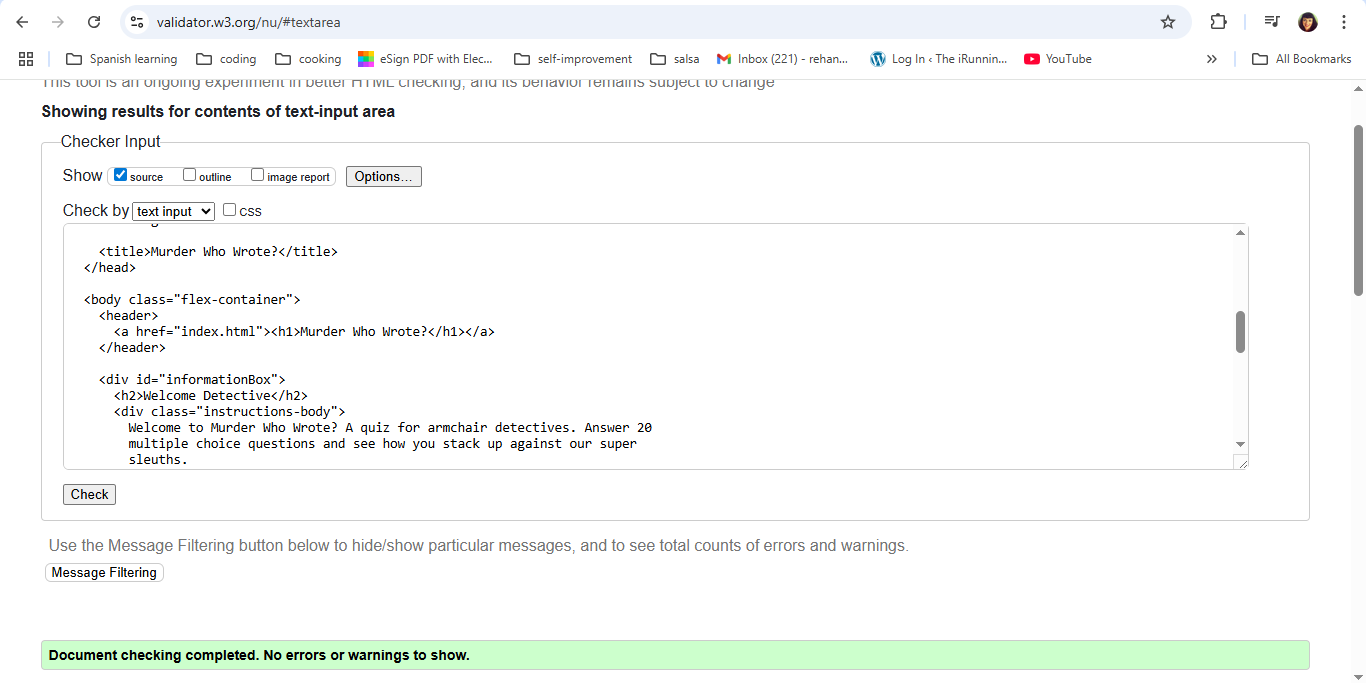 validator.w3.org/nu/#textarea
Spanish learning coding cooking eSign PDF with Elec... self-improvement salsa Inbox (221) - rehan... Log In ‹ The iRunnin... YouTube » All Bookmarks
This tool is an ongoing experiment in better HTML checking, and its behavior remains subject to change
Showing results for contents of text-input area
Checker Input
Show source outline image report Options...
Check by text input css
<title>Murder Who Wrote?</title>
</head>
<body class="flex-container">
<header>
<a href="index.html"><h1>Murder Who Wrote?</h1></a>
</header>
<div id="informationBox">
<h2>Welcome Detective</h2>
<div class="instructions-body">
Welcome to Murder Who Wrote? A quiz for armchair detectives. Answer 20
multiple choice questions and see how you stack up against our super
sleuths.
Check
Use the Message Filtering button below to hide/show particular messages, and to see total counts of errors and warnings.
Message Filtering
Document checking completed. No errors or warnings to show.